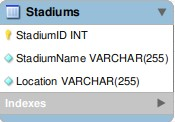 Stadiums
StadiumID INT
StadiumName VARCHAR(255)
Location VARCHAR(255)
Indexes